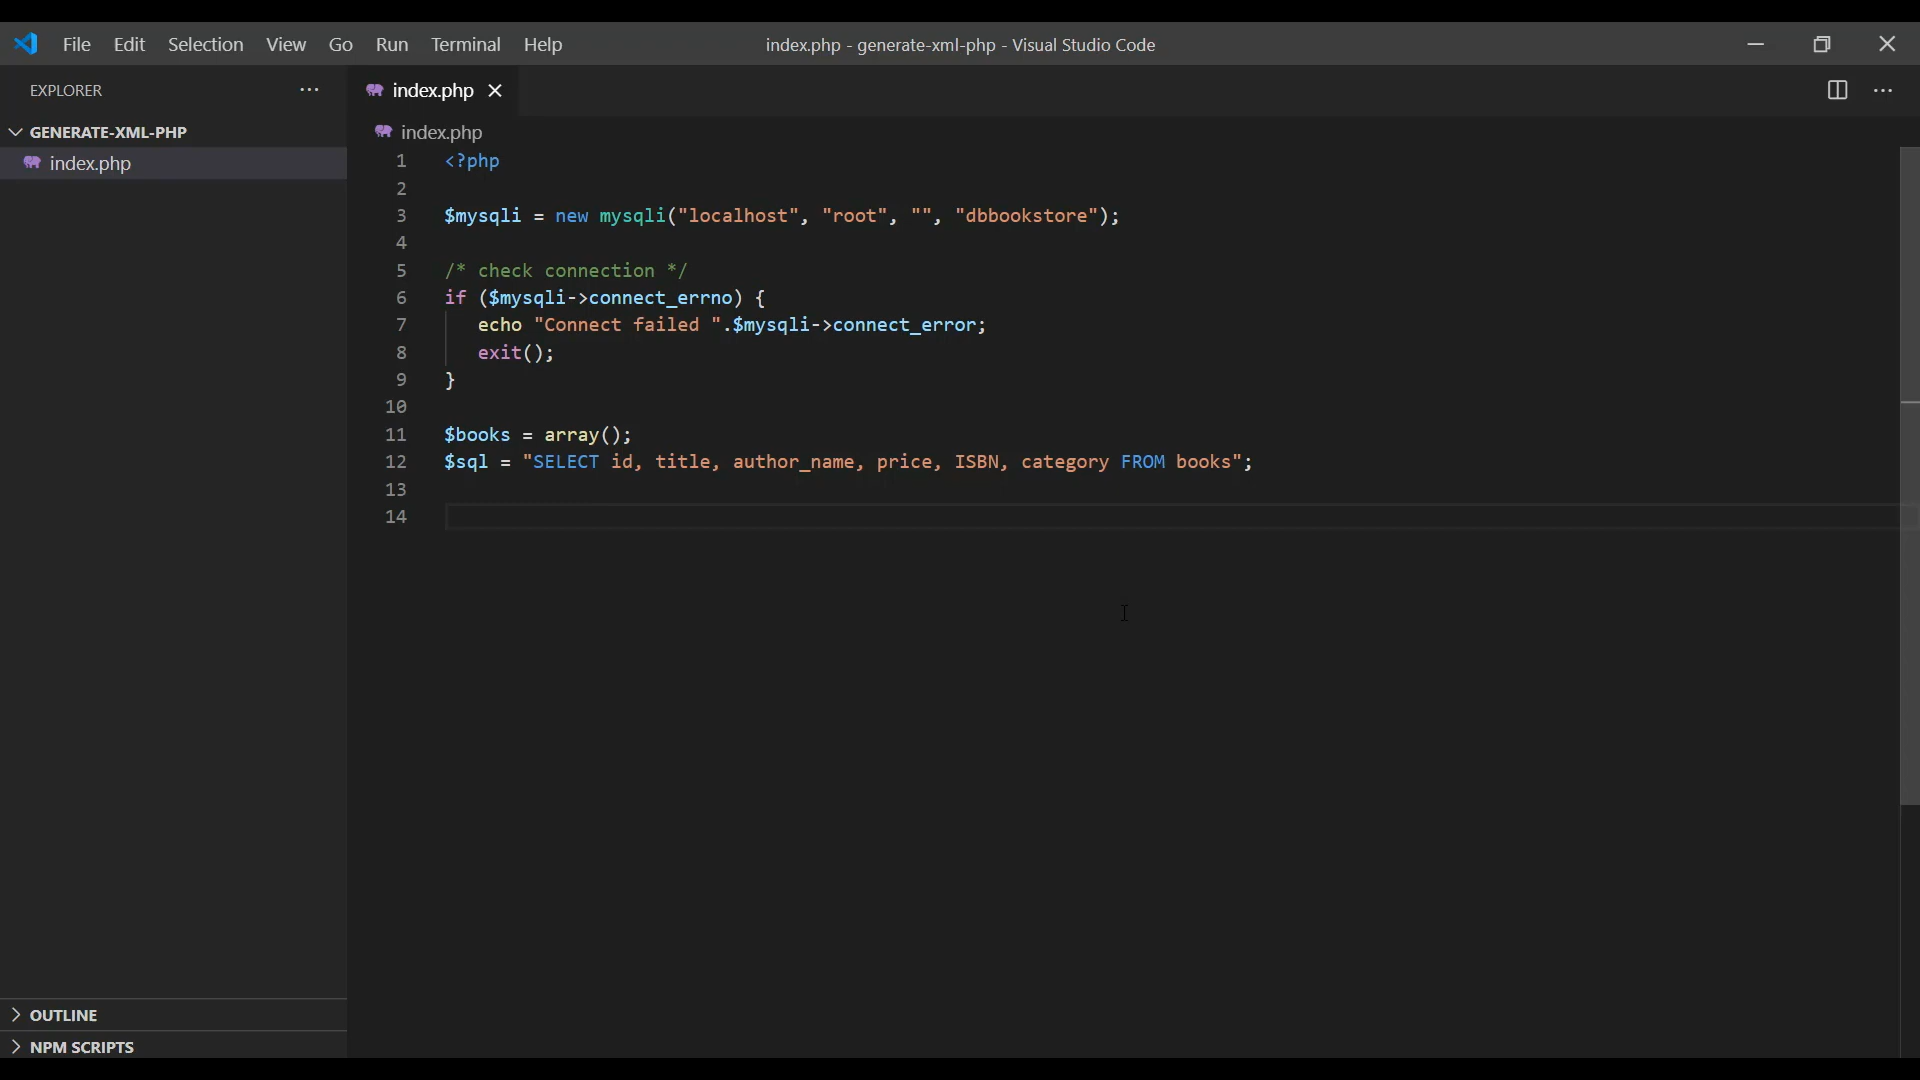 File Edit Selection View Go Run Terminal Help
index.php - generate-xml-php - Visual Studio Code
EXPLORER
GENERATE-XML-PHP
index.php
OUTLINE
NPM SCRIPTS
index.php
index.php
1 <?php
2
3 $mysqli = new mysqli("localhost", "root", "", "dbbookstore");
4
5 /* check connection */
6 if ($mysqli->connect_errno) {
7 echo "Connect failed ".$mysqli->connect_error;
8 exit();
9 }
10
11 $books = array();
12 $sql = "SELECT id, title, author_name, price, ISBN, category FROM books";
13
14